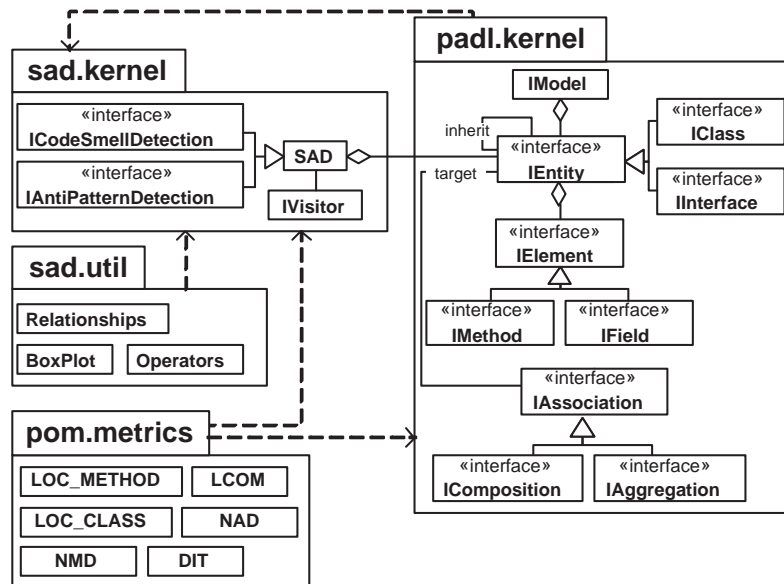 padl.kernel
sad.kernel
«interface»
ICodeSmellDetection
«interface»
IAntiPatternDetection
SAD
IVisitor
IModel
inherit
«interface»
IEntity
target
«interface»
IClass
«interface»
IInterface
«interface»
IElement
«interface»
IMethod
«interface»
IField
«interface»
IAssociation
«interface»
IComposition
«interface»
IAggregation
sad.util
Relationships
BoxPlot
Operators
pom.metrics
LOC_METHOD
LCOM
LOC_CLASS
NAD
NMD
DIT